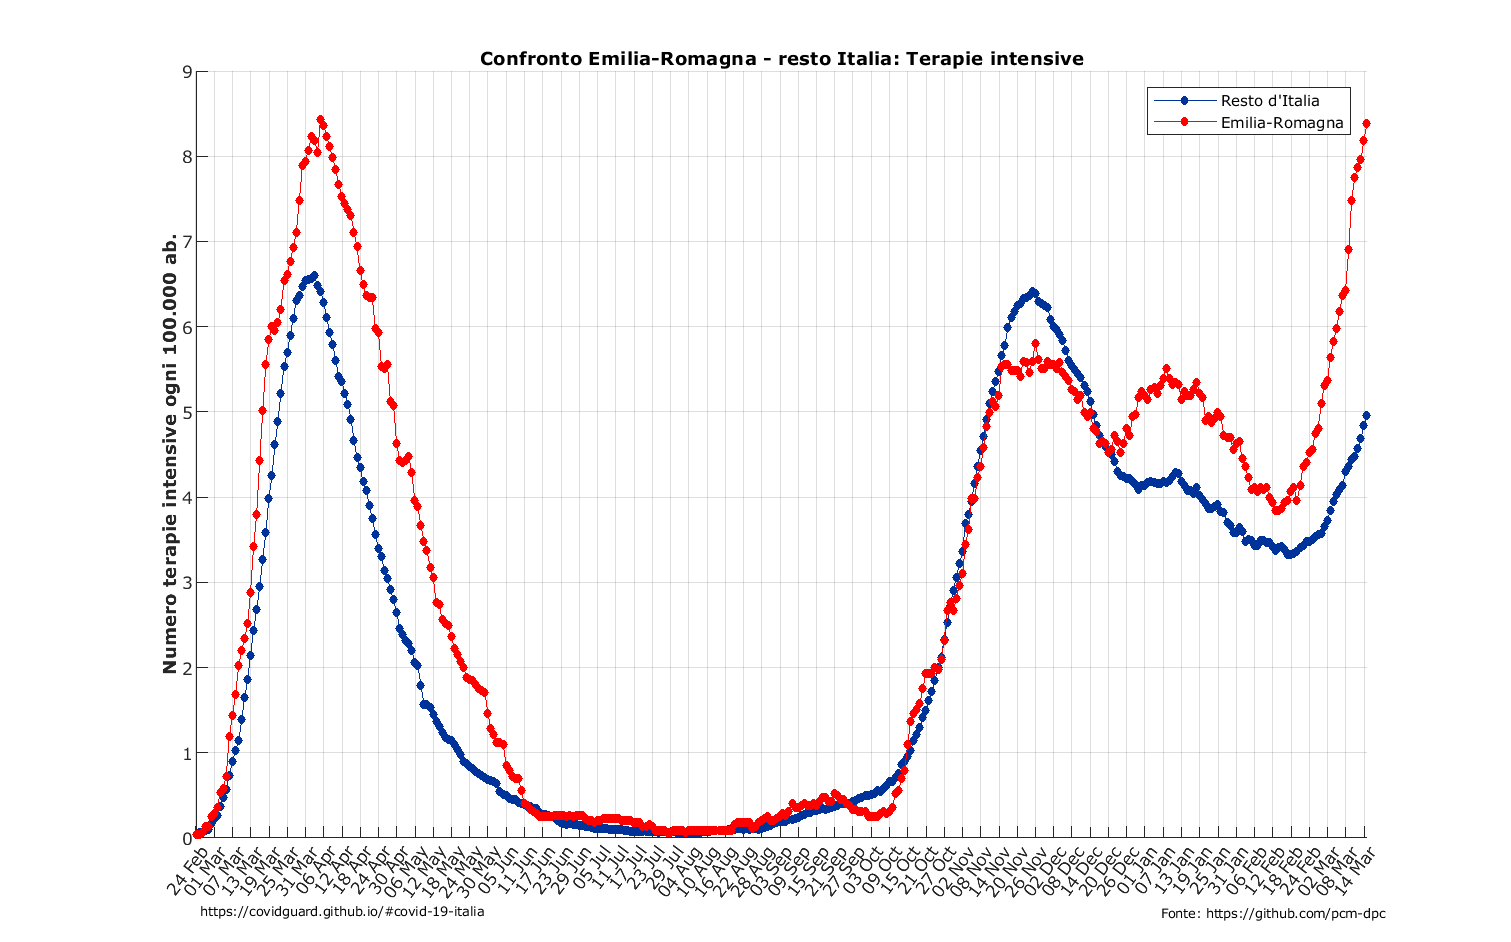 Confronto Emilia-Romagna - resto Italia: Terapie intensive
Resto d'Italia
Emilia-Romagna
Numero terapie intensive ogni 100.000 ab.
9
8
7
6
5
4
3
2
1
0
24 Feb
01 Mar
07 Mar
13 Mar
19 Mar
25 Mar
31 Mar
06 Apr
12 Apr
18 Apr
24 Apr
30 Apr
06 May
12 May
18 May
24 May
30 May
05 Jun
11 Jun
17 Jun
23 Jun
29 Jun
05 Jul
11 Jul
17 Jul
23 Jul
29 Jul
04 Aug
10 Aug
16 Aug
22 Aug
28 Aug
03 Sep
09 Sep
15 Sep
21 Sep
27 Sep
03 Oct
09 Oct
15 Oct
21 Oct
27 Oct
02 Nov
08 Nov
14 Nov
20 Nov
26 Nov
02 Dec
08 Dec
14 Dec
20 Dec
26 Dec
01 Jan
07 Jan
13 Jan
19 Jan
25 Jan
31 Jan
06 Feb
12 Feb
18 Feb
24 Feb
02 Mar
08 Mar
14 Mar
https://covidguard.github.io/#covid-19-italia
Fonte: https://github.com/pcm-dpc